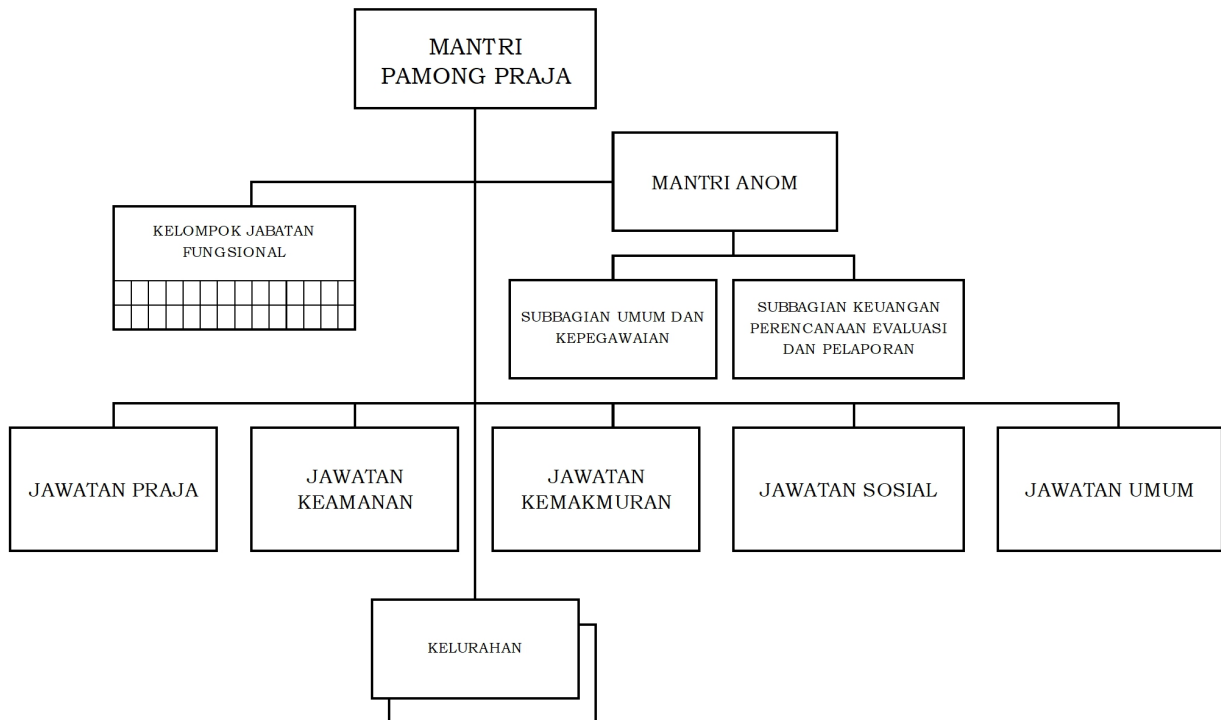 MANTRI
PAMONG PRAJA
MANTRI ANOM
KELOMPOK JABATAN
FUNGSIONAL
SUBBAGIAN UMUM DAN
KEPEGAWAIAN
SUBBAGIAN KEUANGAN
PERENCANAAN EVALUASI
DAN PELAPORAN
JAWATAN PRAJA
JAWATAN
KEAMANAN
JAWATAN
KEMAKMURAN
JAWATAN SOSIAL
JAWATAN UMUM
KELURAHAN